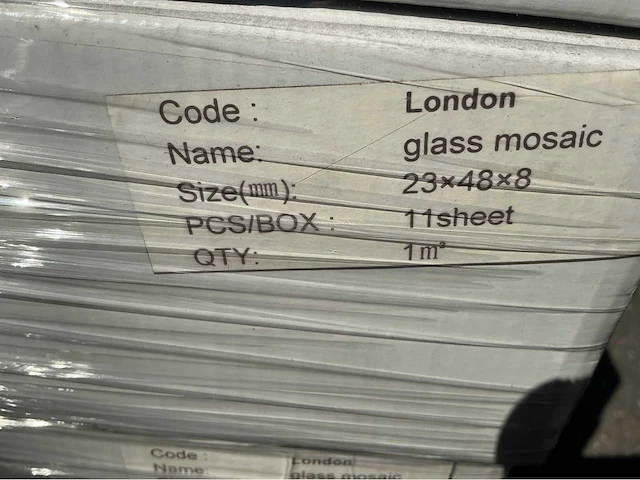 Code : London
Name: glass mosaic
Size(mm): 23×48×8
PCS/BOX : 11sheet
QTY: 1m²
Code : London
Name glass mosaic